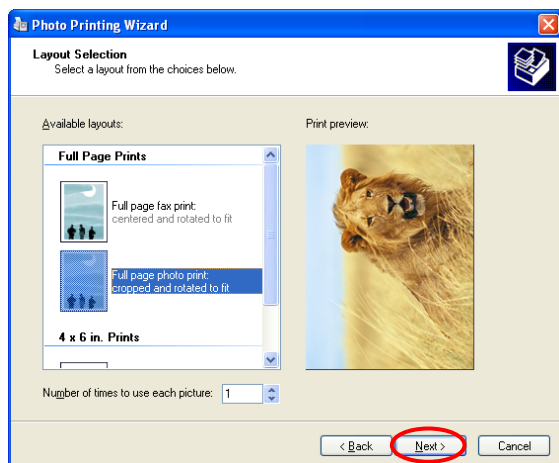 Photo Printing Wizard
Layout Selection
Select a layout from the choices below.
Available layouts:
Print preview:
Full Page Prints
Full page fax print:
centered and rotated to fit
Full page photo print:
cropped and rotated to fit
4 x 6 in. Prints
Number of times to use each picture: 1
< Back Next > Cancel